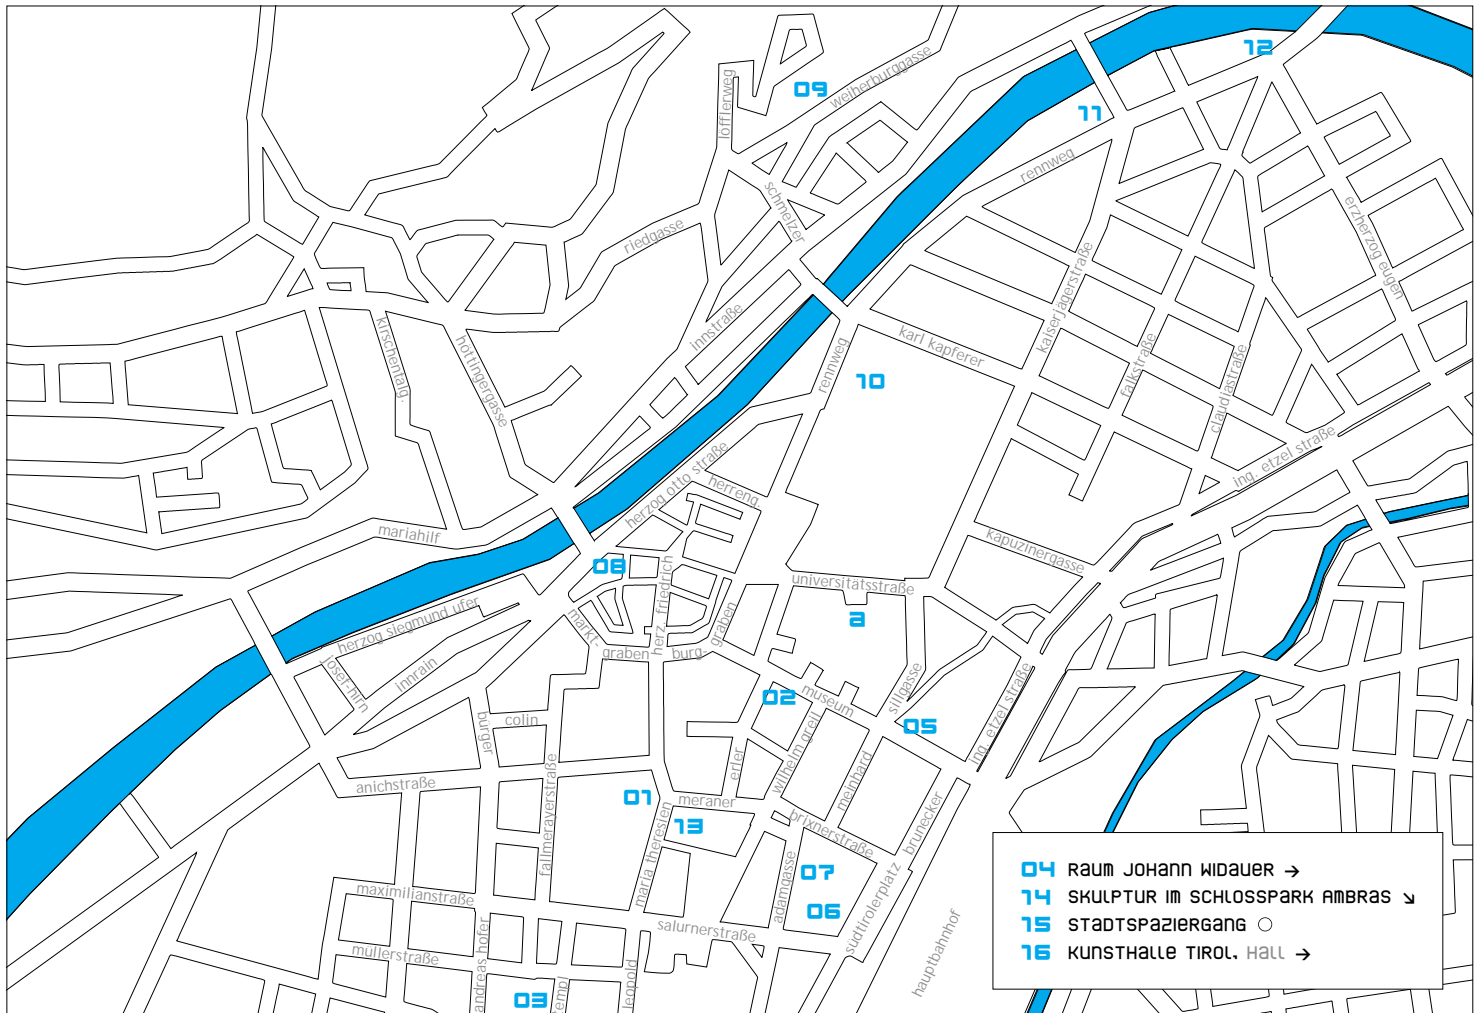 12
09
weiherburggasse
löfflerweg
11
rennweg
schmelzer
erzherzog eugen
riedgasse
kaiserjägerstraße
innstraße
kirschentalg.
höttingergasse
karl kapferer
rennweg
falkstraße
claudiastraße
10
ing. etzel straße
herzog otto straße
herreng.
mariahilf
kapuzinergasse
08
herz. friedrich
universitätsstraße
a
herzog siegmund ufer
markt-
graben
burg-
graben
josef-hirn
innrain
02
museum
sillgasse
05
ing. etzel straße
bürger
colin
erler
wilhelm greil
meinhard
anichstraße
fallmerayerstraße
01
meraner
13
brixnerstraße
brunecker
maria theresien
07
adamgasse
06
südtirolerplatz
maximilianstraße
salurnerstraße
hauptbahnhof
müllerstraße
andreas hofer
03
templ
leopold
04 RAUM JOHANN WIDAUER →
14 SKULPTUR IM SCHLOSSPARK AMBRAS ↘
15 STADTSPAZIERGANG ○
16 KUNSTHALLE TIROL, HALL →